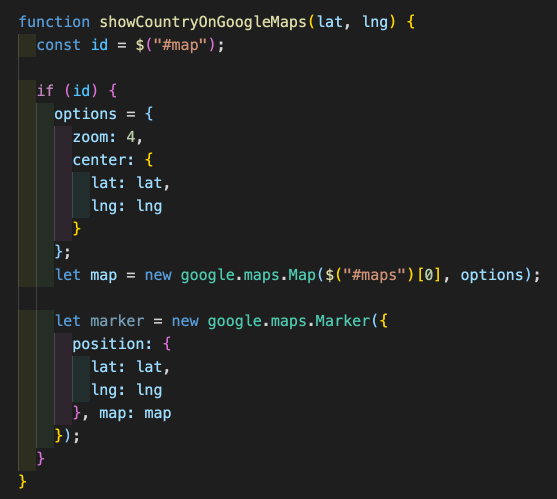 function showCountryOnGoogleMaps(lat, lng) {
  const id = $("#map");

  if (id) {
    options = {
      zoom: 4,
      center: {
        lat: lat,
        lng: lng
      }
    };
    let map = new google.maps.Map($("#maps")[0], options);

    let marker = new google.maps.Marker({
      position: {
        lat: lat,
        lng: lng
      }, map: map
    });
  }
}